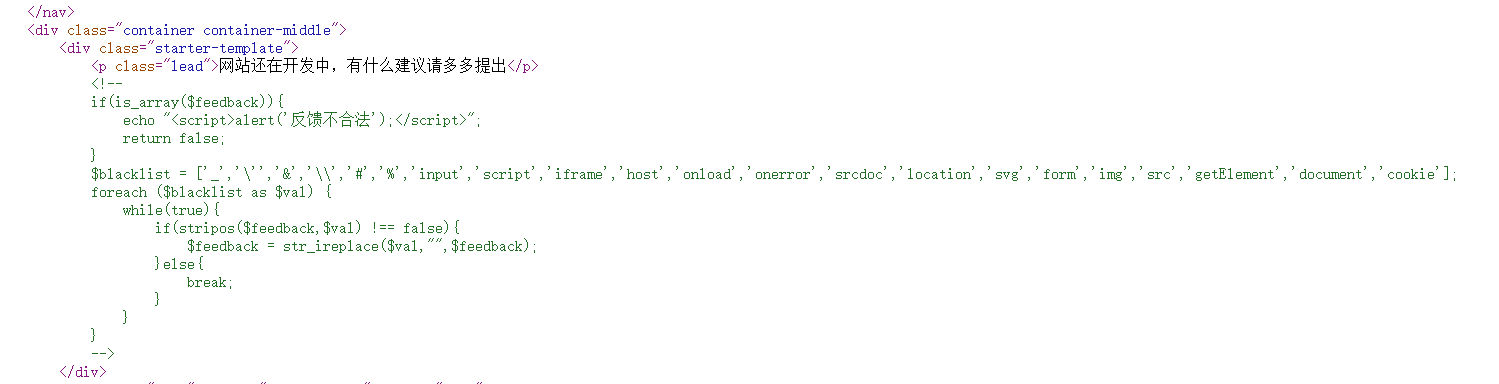 </nav>
<div class="container container-middle">
<div class="starter-template">
<p class="lead">网站还在开发中，有什么建议请多多提出</p>
<!--
if(is_array($feedback)){
echo "<script>alert('反馈不合法');</script>";
return false;
}
$blacklist = ['_','\'','&','\\','#','%','input','script','iframe','host','onload','onerror','srcdoc','location','svg','form','img','src','getElement','document','cookie'];
foreach ($blacklist as $val) {
while(true){
if(stripos($feedback,$val) !== false){
$feedback = str_ireplace($val,"",$feedback);
}else{
break;
}
}
}
-->
</div>